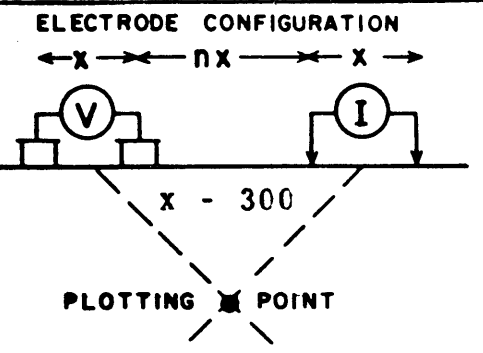 ELECTRODE CONFIGURATION
x nx x
V I
x - 300
PLOTTING POINT